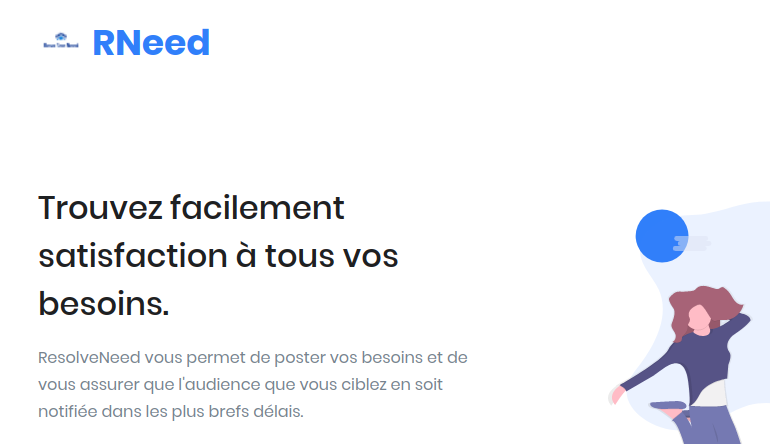 RNeed
Trouvez facilement
satisfaction à tous vos
besoins.
ResolveNeed vous permet de poster vos besoins et de
vous assurer que l'audience que vous ciblez en soit
notifiée dans les plus brefs délais.